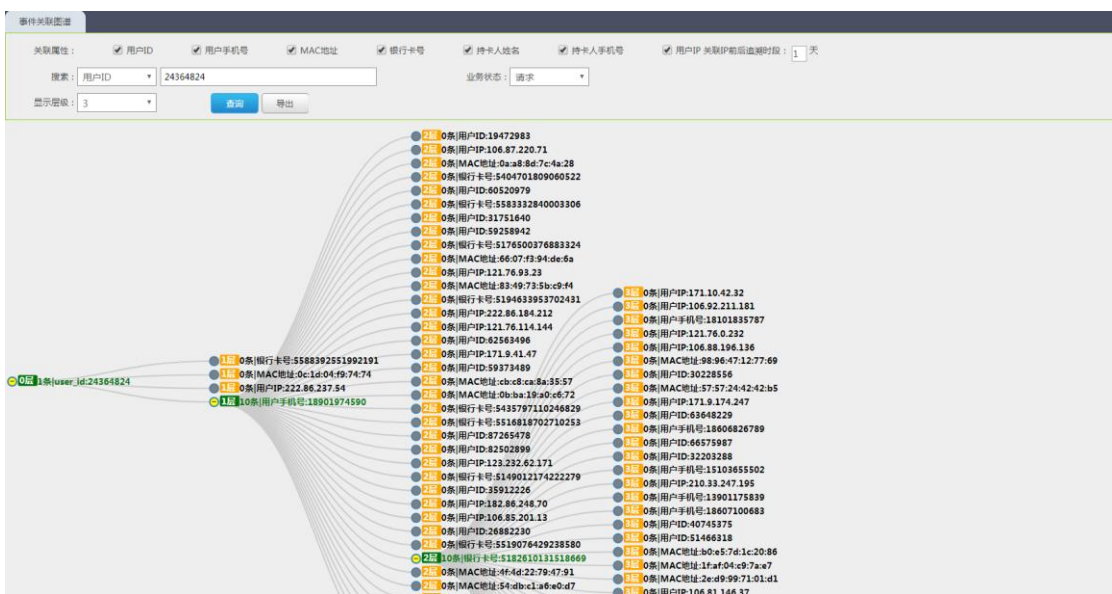 事件关联图谱
关联属性： 用户ID 用户手机号 MAC地址 银行卡号 持卡人姓名 持卡人手机号 用户IP 关联IP前后追溯时段： 1 天
搜索： 用户ID 24364824 业务状态： 请求
显示层级： 3 查询 导出
0层 1条|user_id:24364824
1层 0条|银行卡号:5588392551992191
1层 0条|MAC地址:0c:1d:04:f9:74:74
1层 0条|用户IP:222.86.237.54
1层 10条|用户手机号:18901974590
2层 0条|用户ID:19472983
2层 0条|用户IP:106.87.220.71
2层 0条|MAC地址:0a:a8:8d:7c:4a:28
2层 0条|银行卡号:5404701809060522
2层 0条|用户ID:60520979
2层 0条|银行卡号:5583332840003306
2层 0条|用户ID:31751640
2层 0条|用户ID:59258942
2层 0条|银行卡号:5176500376883324
2层 0条|MAC地址:66:07:f3:94:de:6a
2层 0条|用户IP:121.76.93.23
2层 0条|MAC地址:83:49:73:5b:c9:f4
2层 0条|银行卡号:5194633953702431
2层 0条|用户IP:222.86.184.212
2层 0条|用户IP:121.76.114.144
2层 0条|用户ID:62563496
2层 0条|用户IP:171.9.41.47
2层 0条|用户ID:59373489
2层 0条|MAC地址:cb:c8:ca:8a:35:57
2层 0条|MAC地址:0b:ba:19:a0:c6:72
2层 0条|银行卡号:5435797110246829
2层 0条|银行卡号:5516818702710253
2层 0条|用户ID:87265478
2层 0条|用户ID:82502899
2层 0条|用户IP:123.232.62.171
2层 0条|银行卡号:5149012174222279
2层 0条|用户ID:35912226
2层 0条|用户IP:182.86.248.70
2层 0条|用户IP:106.85.201.13
2层 0条|用户ID:26882230
2层 0条|银行卡号:5519076429238580
2层 10条|银行卡号:5182610131518669
2层 0条|MAC地址:4f:4d:22:79:47:91
2层 0条|MAC地址:54:db:c1:a6:e0:d7
3层 0条|用户IP:171.10.42.32
3层 0条|用户IP:106.92.211.181
3层 0条|用户手机号:18101835787
3层 0条|用户IP:121.76.0.232
3层 0条|用户IP:106.88.196.136
3层 0条|MAC地址:98:96:47:12:77:69
3层 0条|用户ID:30228556
3层 0条|MAC地址:57:57:24:42:42:b5
3层 0条|用户IP:171.9.174.247
3层 0条|用户ID:63648229
3层 0条|用户手机号:18606826789
3层 0条|用户ID:66575987
3层 0条|用户ID:32203288
3层 0条|用户手机号:15103655502
3层 0条|用户IP:210.33.247.195
3层 0条|用户手机号:13901175839
3层 0条|用户手机号:18607100683
3层 0条|用户ID:40745375
3层 0条|用户ID:51466318
3层 0条|MAC地址:b0:e5:7d:1c:20:86
3层 0条|MAC地址:1f:af:04:c9:7a:e7
3层 0条|MAC地址:2e:d9:99:71:01:d1
3层 0条|用户IP:106.81.146.37